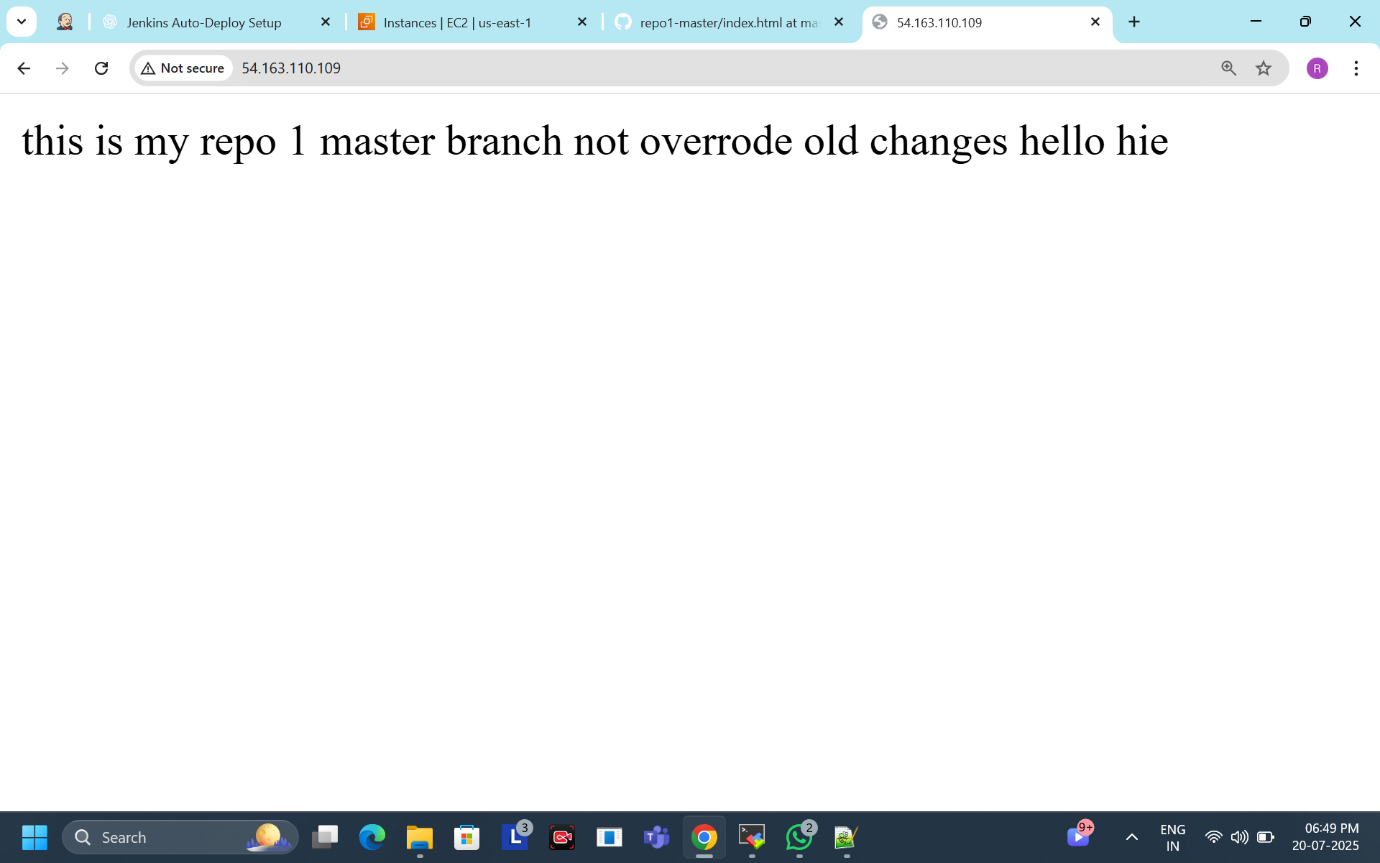 Jenkins Auto-Deploy Setup
Instances | EC2 | us-east-1
repo1-master/index.html at ma
54.163.110.109
Not secure
54.163.110.109
R
this is my repo 1 master branch not overrode old changes hello hie
Search
L
3
T
2
9+
ENG
IN
06:49 PM
20-07-2025